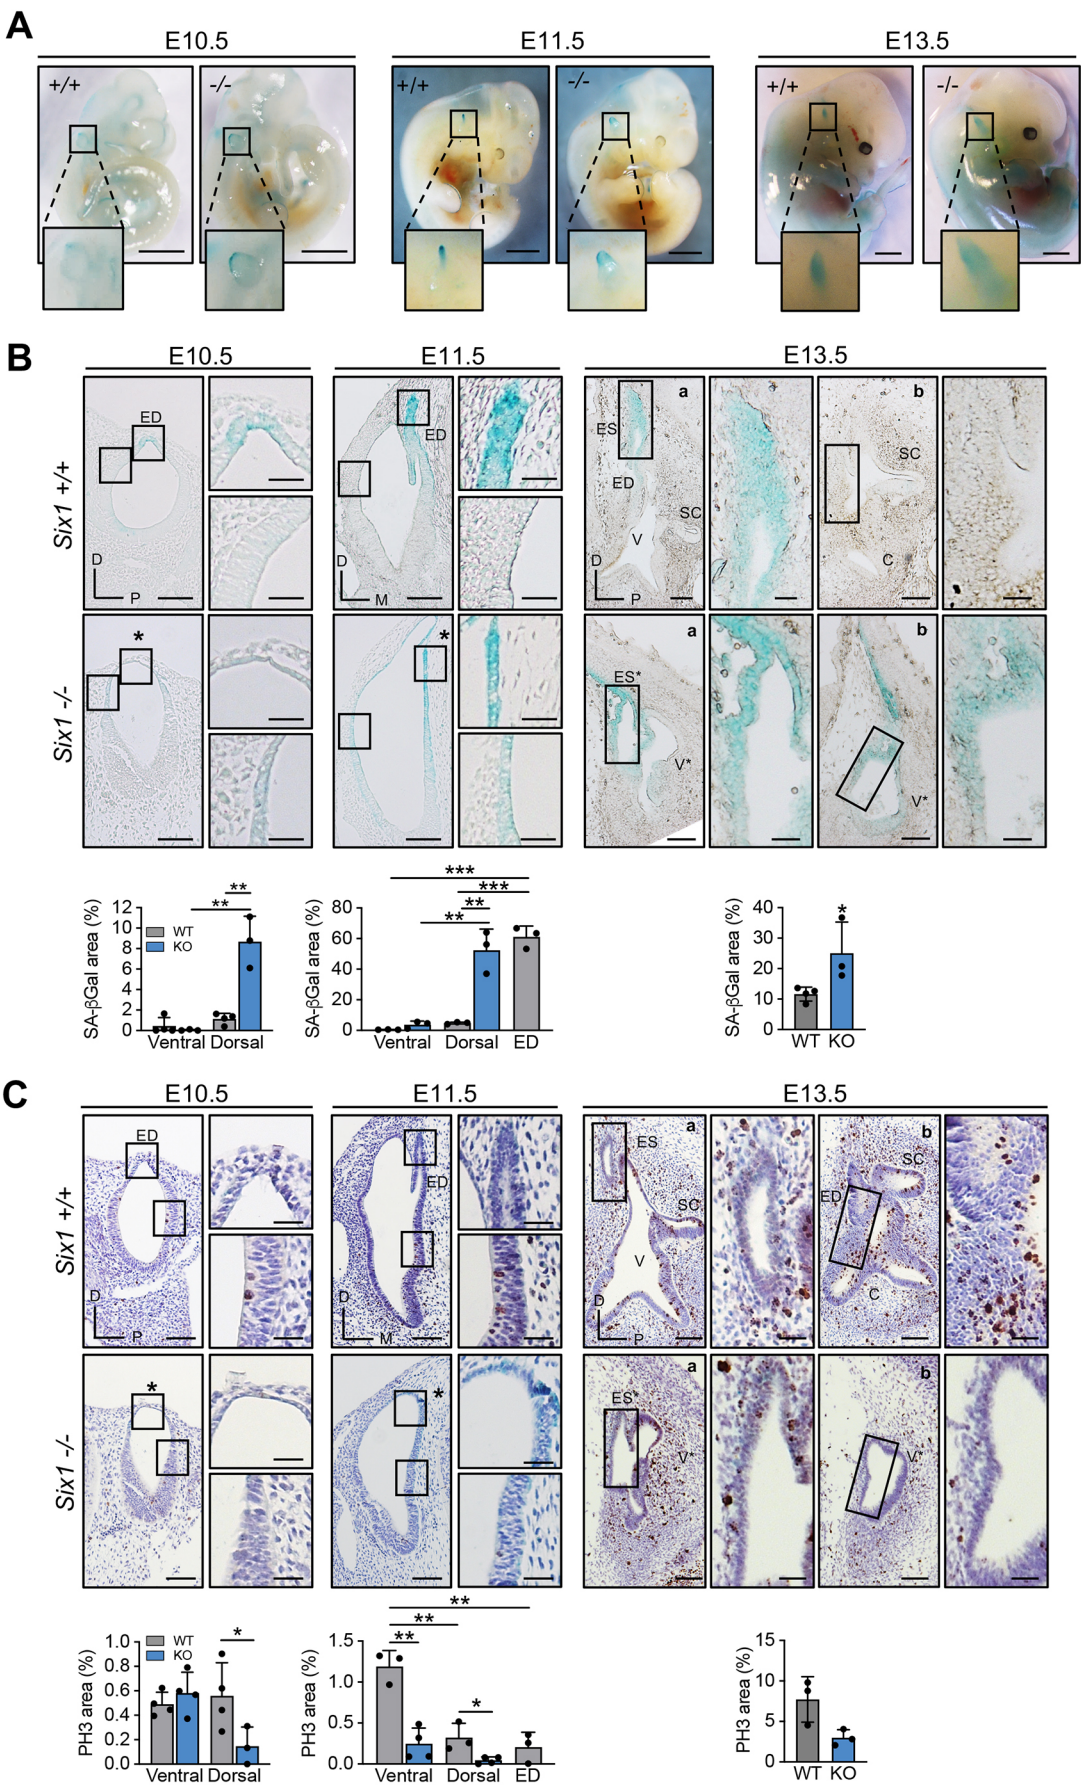 A
E10.5
E11.5
E13.5
+/+
-/-
+/+
-/-
+/+
-/-
B
E10.5
E11.5
E13.5
Six1 +/+
ED
D
P
ED
D
M
a
ES
ED
V
SC
D
P
b
SC
C
Six1 -/-
*
*
a
ES*
V*
b
V*
SA-βGal area (%)
12
10
8
6
4
2
0
WT
KO
**
**
Ventral Dorsal
SA-βGal area (%)
80
60
40
20
0
***
***
**
**
Ventral Dorsal ED
SA-βGal area (%)
40
30
20
10
0
*
WT KO
C
E10.5
E11.5
E13.5
Six1 +/+
ED
D
P
ED
D
M
a
ES
SC
V
D
P
b
SC
ED
C
Six1 -/-
*
*
a
ES*
V*
b
V*
PH3 area (%)
1.0
0.8
0.6
0.4
0.2
0.0
WT
KO
*
Ventral Dorsal
PH3 area (%)
1.5
1.0
0.5
0.0
**
**
**
*
Ventral Dorsal ED
PH3 area (%)
15
10
5
0
WT KO